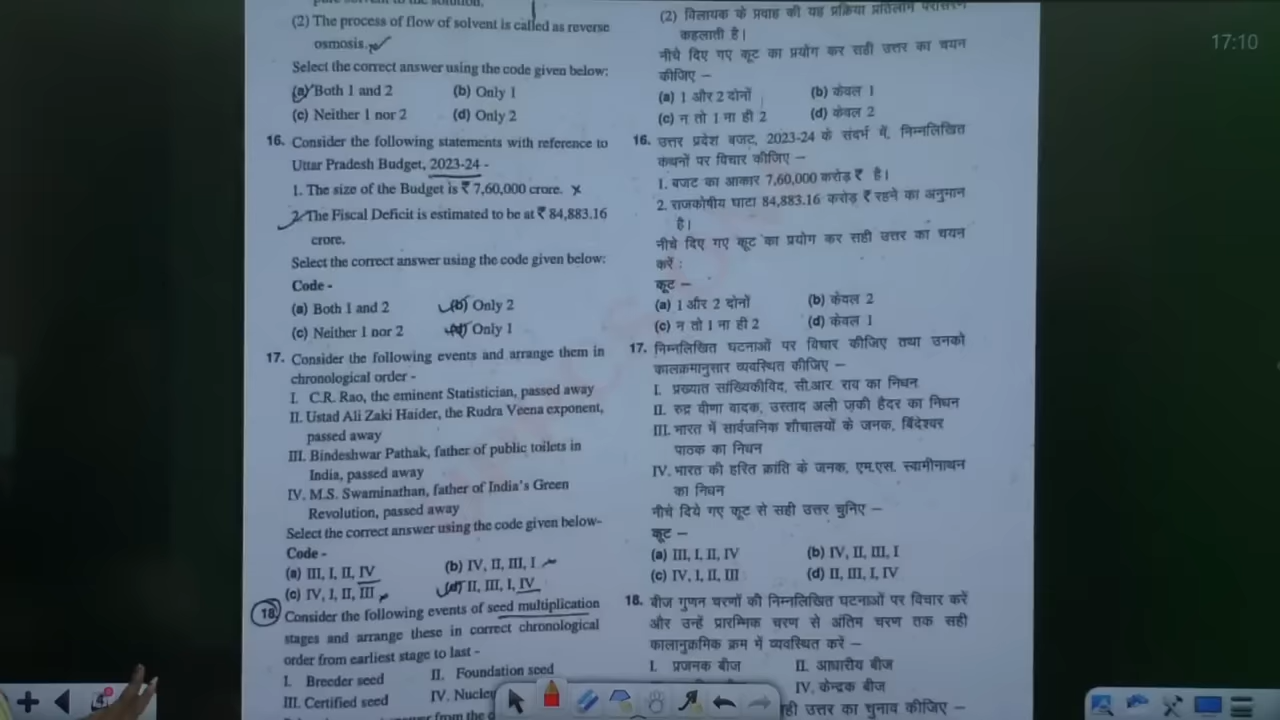 (2) The process of flow of solvent is called as reverse
osmosis.
Select the correct answer using the code given below:
(a) Both 1 and 2 (b) Only 1
(c) Neither 1 nor 2 (d) Only 2
16. Consider the following statements with reference to
Uttar Pradesh Budget, 2023-24 -
1. The size of the Budget is ₹ 7,60,000 crore.
2. The Fiscal Deficit is estimated to be at ₹ 84,883.16
crore.
Select the correct answer using the code given below:
Code -
(a) Both 1 and 2 (b) Only 2
(c) Neither 1 nor 2 (d) Only 1
17. Consider the following events and arrange them in
chronological order -
I. C.R. Rao, the eminent Statistician, passed away
II. Ustad Ali Zaki Haider, the Rudra Veena exponent,
passed away
III. Bindeshwar Pathak, father of public toilets in
India, passed away
IV. M.S. Swaminathan, father of India's Green
Revolution, passed away
Select the correct answer using the code given below-
Code -
(a) III, I, II, IV (b) IV, II, III, I
(c) IV, I, II, III (d) II, III, I, IV
18. Consider the following events of seed multiplication
stages and arrange these in correct chronological
order from earliest stage to last -
I. Breeder seed II. Foundation seed
III. Certified seed IV.
(2) विलायक के प्रवाह की यह प्रक्रिया प्रतिलोम परासरण
कहलाती है।
नीचे दिए गए कूट का प्रयोग कर सही उत्तर का चयन
कीजिए –
(a) 1 और 2 दोनों (b) केवल 1
(c) न तो 1 ना ही 2 (d) केवल 2
16. उत्तर प्रदेश बजट, 2023-24 के संदर्भ में, निम्नलिखित
कथनों पर विचार कीजिए –
1. बजट का आकार 7,60,000 करोड़ ₹ है।
2. राजकोषीय घाटा 84,883.16 करोड़ ₹ रहने का अनुमान
है।
नीचे दिए गए कूट का प्रयोग कर सही उत्तर का चयन
करें :
कूट –
(a) 1 और 2 दोनों (b) केवल 2
(c) न तो 1 ना ही 2 (d) केवल 1
17. निम्नलिखित घटनाओं पर विचार कीजिए तथा उनको
कालक्रमानुसार व्यवस्थित कीजिए –
I. प्रख्यात सांख्यिकीविद, सी.आर. राव का निधन
II. रुद्र वीणा वादक, उस्ताद अली ज़की हैदर का निधन
III. भारत में सार्वजनिक शौचालयों के जनक, बिंदेश्वर
पाठक का निधन
IV. भारत की हरित क्रांति के जनक, एम.एस. स्वामीनाथन
का निधन
नीचे दिये गए कूट से सही उत्तर चुनिए –
कूट –
(a) III, I, II, IV (b) IV, II, III, I
(c) IV, I, II, III (d) II, III, I, IV
18. बीज गुणन चरणों की निम्नलिखित घटनाओं पर विचार करें
और उन्हें प्रारम्भिक चरण से अंतिम चरण तक सही
कालानुक्रमिक क्रम में व्यवस्थित करें –
I. प्रजनक बीज II. आधारीय बीज
IV. केन्द्रक बीज
ही उत्तर का चुनाव कीजिए –
17:10